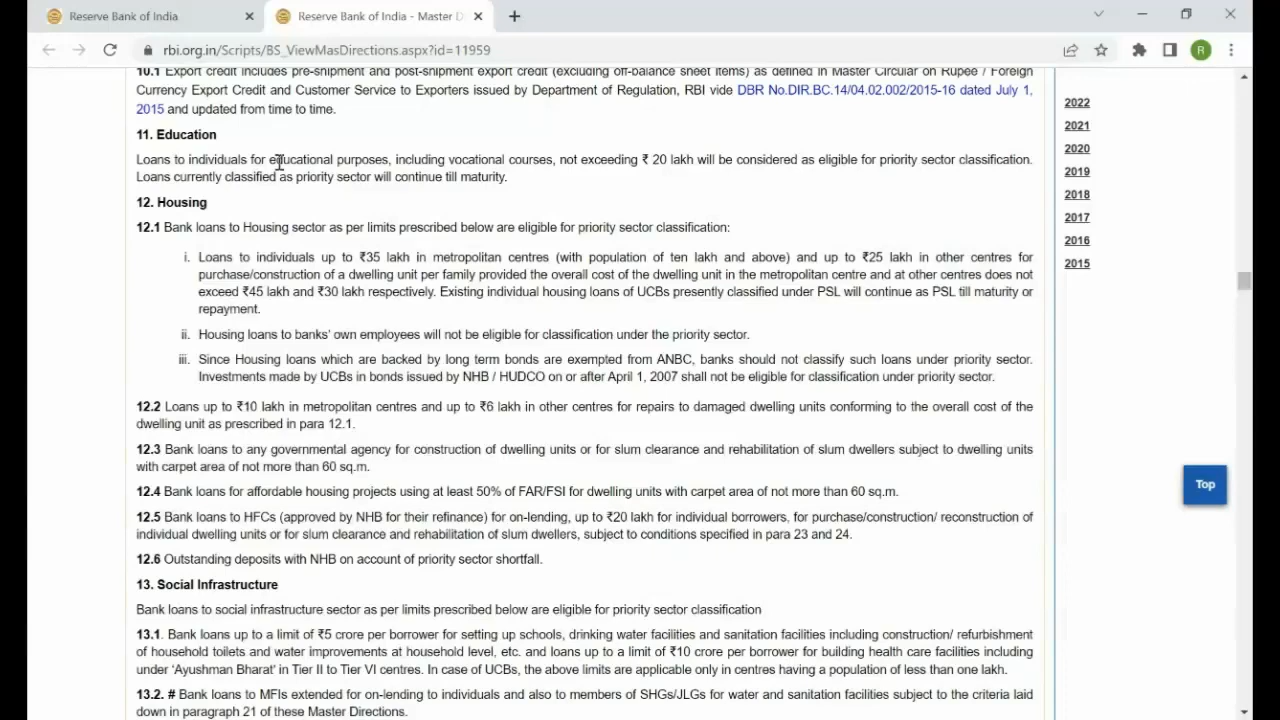 Reserve Bank of India
Reserve Bank of India - Master D
rbi.org.in/Scripts/BS_ViewMasDirections.aspx?id=11959
R
10.1 Export credit includes pre-shipment and post-shipment export credit (excluding off-balance sheet items) as defined in Master Circular on Rupee / Foreign
Currency Export Credit and Customer Service to Exporters issued by Department of Regulation, RBI vide DBR No.DIR.BC.14/04.02.002/2015-16 dated July 1,
2015 and updated from time to time.
11. Education
Loans to individuals for educational purposes, including vocational courses, not exceeding ₹ 20 lakh will be considered as eligible for priority sector classification.
Loans currently classified as priority sector will continue till maturity.
12. Housing
12.1 Bank loans to Housing sector as per limits prescribed below are eligible for priority sector classification:
i. Loans to individuals up to ₹35 lakh in metropolitan centres (with population of ten lakh and above) and up to ₹25 lakh in other centres for
purchase/construction of a dwelling unit per family provided the overall cost of the dwelling unit in the metropolitan centre and at other centres does not
exceed ₹45 lakh and ₹30 lakh respectively. Existing individual housing loans of UCBs presently classified under PSL will continue as PSL till maturity or
repayment.
ii. Housing loans to banks' own employees will not be eligible for classification under the priority sector.
iii. Since Housing loans which are backed by long term bonds are exempted from ANBC, banks should not classify such loans under priority sector.
Investments made by UCBs in bonds issued by NHB / HUDCO on or after April 1, 2007 shall not be eligible for classification under priority sector.
12.2 Loans up to ₹10 lakh in metropolitan centres and up to ₹6 lakh in other centres for repairs to damaged dwelling units conforming to the overall cost of the
dwelling unit as prescribed in para 12.1.
12.3 Bank loans to any governmental agency for construction of dwelling units or for slum clearance and rehabilitation of slum dwellers subject to dwelling units
with carpet area of not more than 60 sq.m.
12.4 Bank loans for affordable housing projects using at least 50% of FAR/FSI for dwelling units with carpet area of not more than 60 sq.m.
12.5 Bank loans to HFCs (approved by NHB for their refinance) for on-lending, up to ₹20 lakh for individual borrowers, for purchase/construction/ reconstruction of
individual dwelling units or for slum clearance and rehabilitation of slum dwellers, subject to conditions specified in para 23 and 24.
12.6 Outstanding deposits with NHB on account of priority sector shortfall.
13. Social Infrastructure
Bank loans to social infrastructure sector as per limits prescribed below are eligible for priority sector classification
13.1. Bank loans up to a limit of ₹5 crore per borrower for setting up schools, drinking water facilities and sanitation facilities including construction/ refurbishment
of household toilets and water improvements at household level, etc. and loans up to a limit of ₹10 crore per borrower for building health care facilities including
under 'Ayushman Bharat' in Tier II to Tier VI centres. In case of UCBs, the above limits are applicable only in centres having a population of less than one lakh.
13.2. # Bank loans to MFIs extended for on-lending to individuals and also to members of SHGs/JLGs for water and sanitation facilities subject to the criteria laid
down in paragraph 21 of these Master Directions.
2022
2021
2020
2019
2018
2017
2016
2015
Top